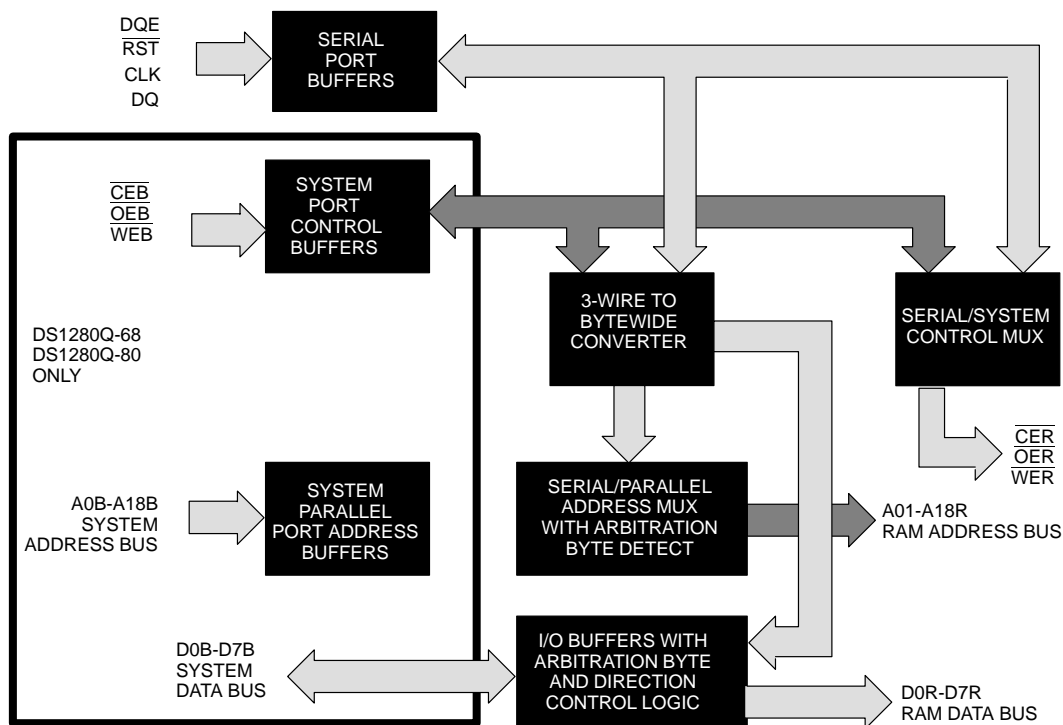 DQE
RST
CLK
DQ
SERIAL
PORT
BUFFERS
CEB
OEB
WEB
SYSTEM
PORT
CONTROL
BUFFERS
3-WIRE TO
BYTEWIDE
CONVERTER
SERIAL/SYSTEM
CONTROL MUX
DS1280Q-68
DS1280Q-80
ONLY
CER
OER
WER
A0B-A18B
SYSTEM
ADDRESS BUS
SYSTEM
PARALLEL
PORT ADDRESS
BUFFERS
SERIAL/PARALLEL
ADDRESS MUX
WITH ARBITRATION
BYTE DETECT
A01-A18R
RAM ADDRESS BUS
D0B-D7B
SYSTEM
DATA BUS
I/O BUFFERS WITH
ARBITRATION BYTE
AND DIRECTION
CONTROL LOGIC
D0R-D7R
RAM DATA BUS